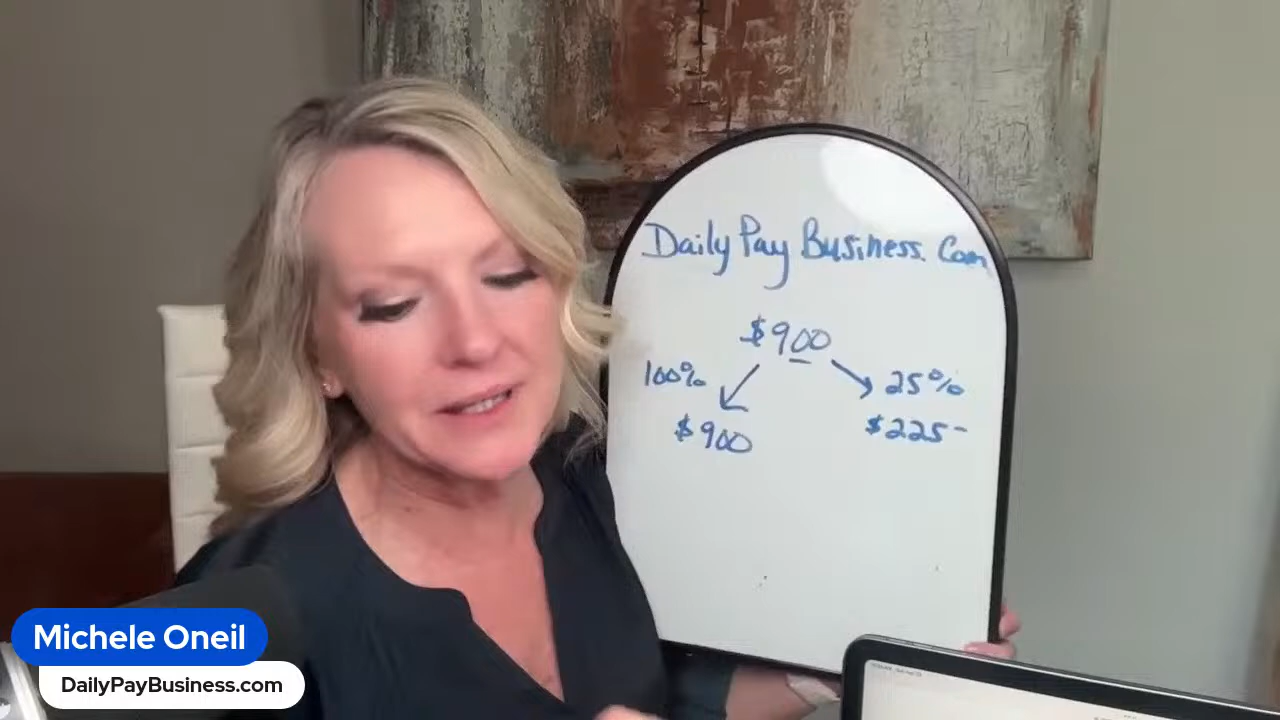 Daily Pay Business.Com
$900
100% 25%
$900 $225-
Michele Oneil
DailyPayBusiness.com